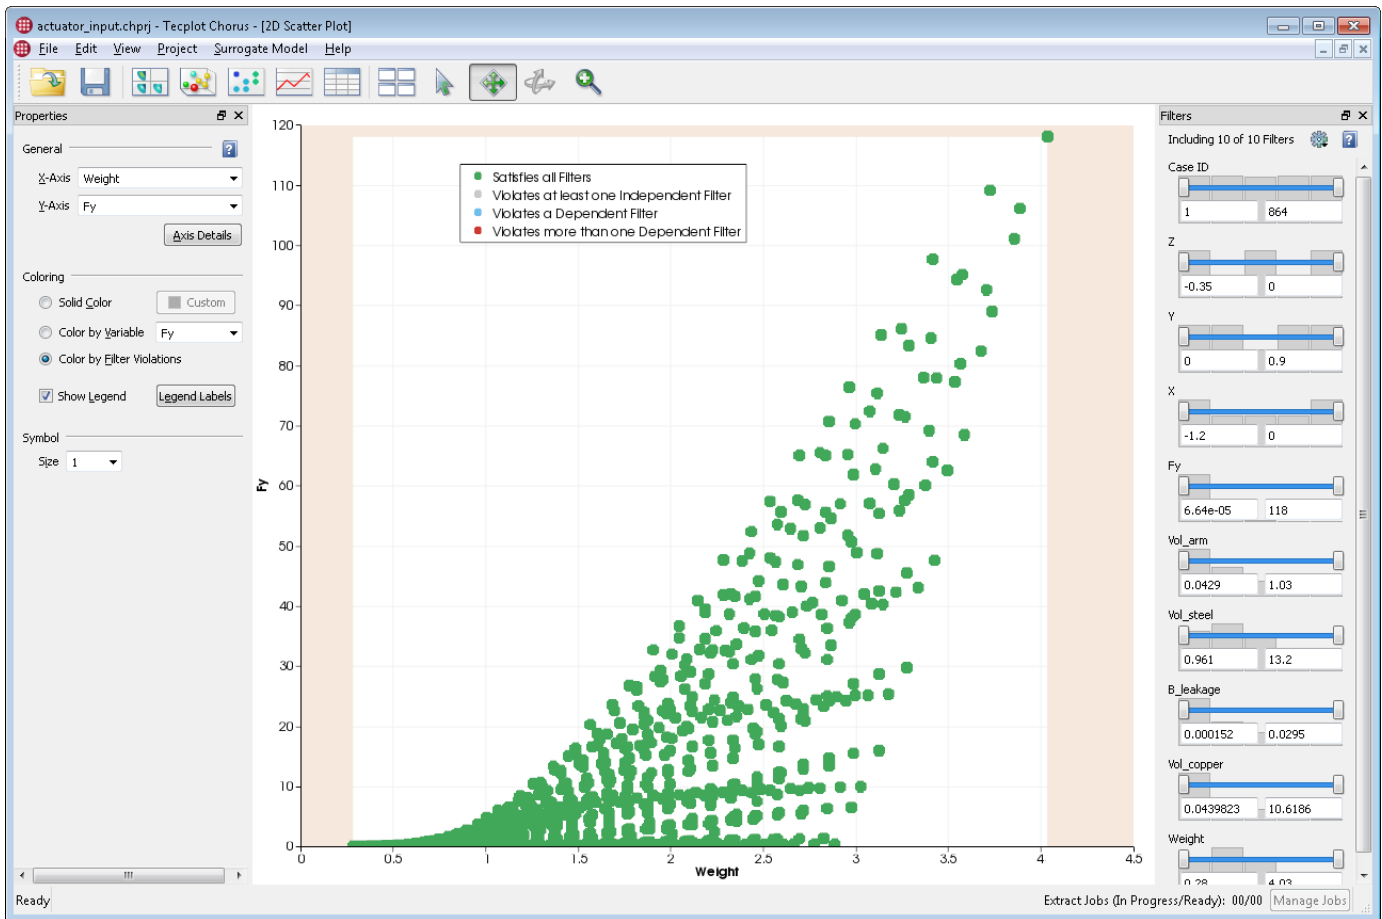 actuator_input.chprj - Tecplot Chorus - [2D Scatter Plot]
File Edit View Project Surrogate Model Help
Properties
General
X-Axis Weight
Y-Axis Fy
Axis Details
Coloring
Solid Color Custom
Color by Variable Fy
Color by Filter Violations
Show Legend Legend Labels
Symbol
Size 1
Satisfies all Filters
Violates at least one Independent Filter
Violates a Dependent Filter
Violates more than one Dependent Filter
120
110
100
90
80
70
60
50
40
30
20
10
0
Fy
0 0.5 1 1.5 2 2.5 3 3.5 4 4.5
Weight
Filters
Including 10 of 10 Filters
Case ID
1 864
Z
-0.35 0
Y
0 0.9
X
-1.2 0
Fy
6.64e-05 118
Vol_arm
0.0429 1.03
Vol_steel
0.961 13.2
B_leakage
0.000152 0.0295
Vol_copper
0.0439823 10.6186
Weight
0.28 4.03
Ready
Extract Jobs (In Progress/Ready): 00/00 Manage Jobs